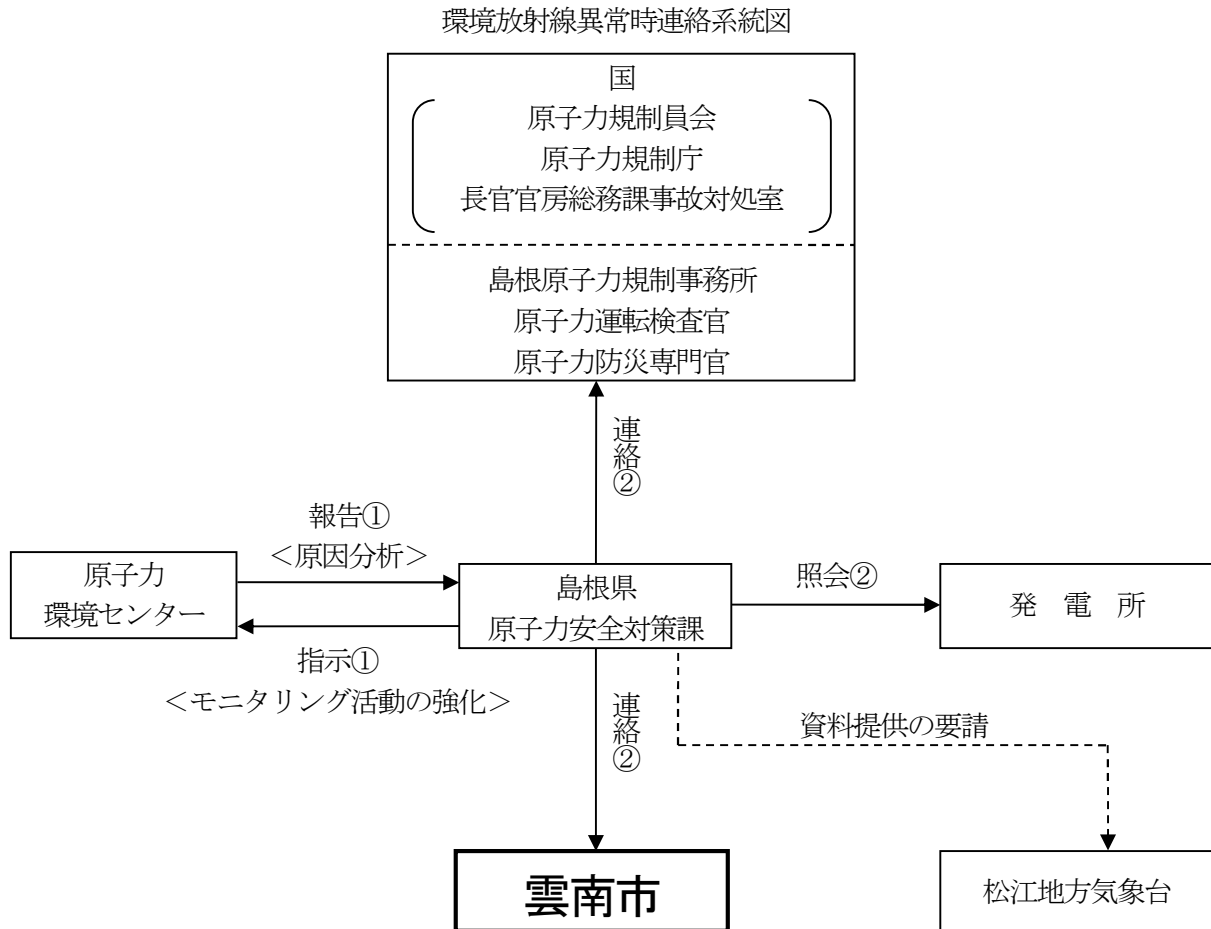 環境放射線異常時連絡系統図
国
原子力規制員会
原子力規制庁
長官官房総務課事故対処室
島根原子力規制事務所
原子力運転検査官
原子力防災専門官
連絡②
報告①
＜原因分析＞
原子力
環境センター
島根県
原子力安全対策課
照会②
発　電　所
指示①
＜モニタリング活動の強化＞
連絡②
資料提供の要請
雲南市
松江地方気象台